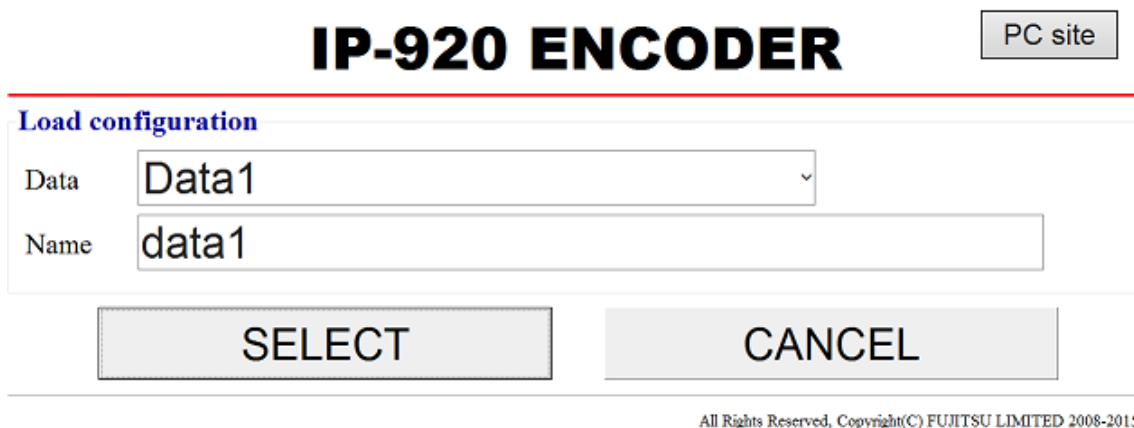 IP-920 ENCODER
PC site
Load configuration
Data Data1
Name data1
SELECT CANCEL
All Rights Reserved, Copyright(C) FUJITSU LIMITED 2008-201